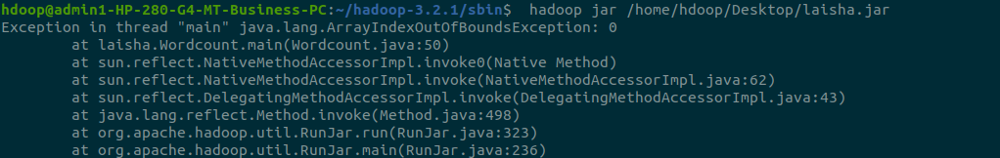 hdoop@admin1-HP-280-G4-MT-Business-PC:~/hadoop-3.2.1/sbin$  hadoop jar /home/hdoop/Desktop/laisha.jar
Exception in thread "main" java.lang.ArrayIndexOutOfBoundsException: 0
        at laisha.Wordcount.main(Wordcount.java:50)
        at sun.reflect.NativeMethodAccessorImpl.invoke0(Native Method)
        at sun.reflect.NativeMethodAccessorImpl.invoke(NativeMethodAccessorImpl.java:62)
        at sun.reflect.DelegatingMethodAccessorImpl.invoke(DelegatingMethodAccessorImpl.java:43)
        at java.lang.reflect.Method.invoke(Method.java:498)
        at org.apache.hadoop.util.RunJar.run(RunJar.java:323)
        at org.apache.hadoop.util.RunJar.main(RunJar.java:236)